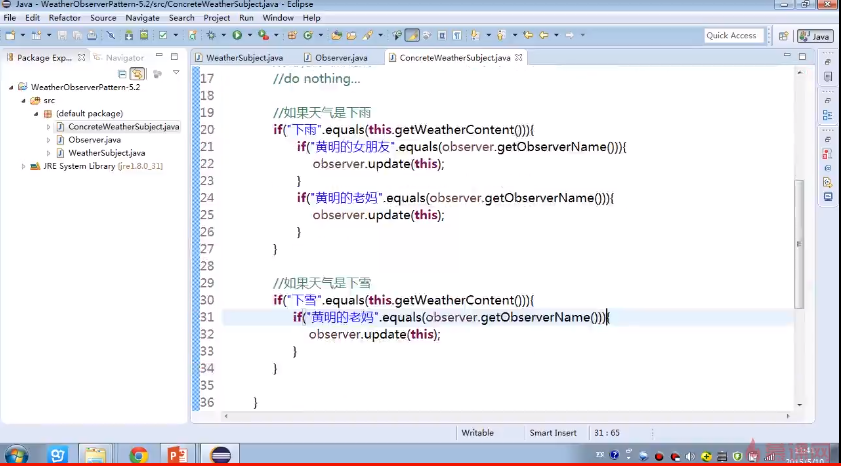 Java - WeatherObserverPattern-5.2/src/ConcreteWeatherSubject.java - Eclipse
File Edit Refactor Source Navigate Search Project Run Window Help
Quick Access
Java
Package Exp...
Navigator
WeatherSubject.java
Observer.java
ConcreteWeatherSubject.java
WeatherObserverPattern-5.2
src
(default package)
ConcreteWeatherSubject.java
Observer.java
WeatherSubject.java
JRE System Library [jre1.8.0_31]
17 //do nothing...
18
19 //如果天气是下雨
20 if("下雨".equals(this.getWeatherContent())){
21 if("黄明的女朋友".equals(observer.getObserverName())){
22 observer.update(this);
23 }
24 if("黄明的老妈".equals(observer.getObserverName())){
25 observer.update(this);
26 }
27 }
28
29 //如果天气是下雪
30 if("下雪".equals(this.getWeatherContent())){
31 if("黄明的老妈".equals(observer.getObserverName())){
32 observer.update(this);
33 }
34 }
35
36 }
Writable
Smart Insert
31 : 65